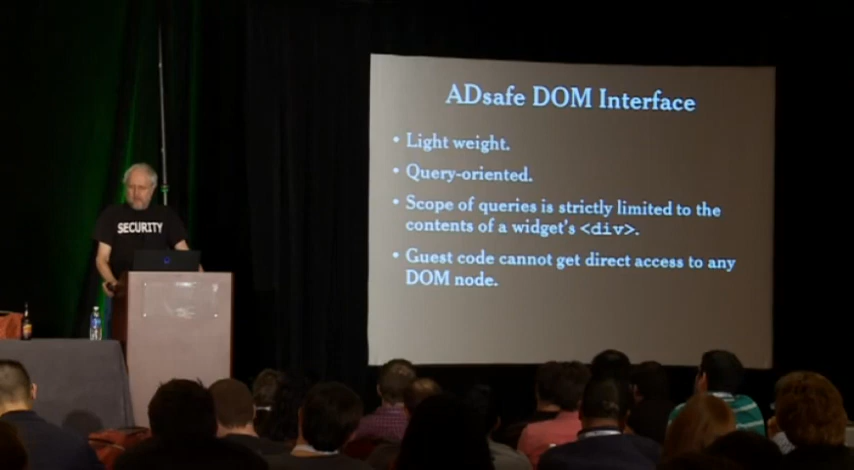 ADsafe DOM Interface
• Light weight.
• Query-oriented.
• Scope of queries is strictly limited to the
contents of a widget's <div>.
• Guest code cannot get direct access to any
DOM node.
SECURITY